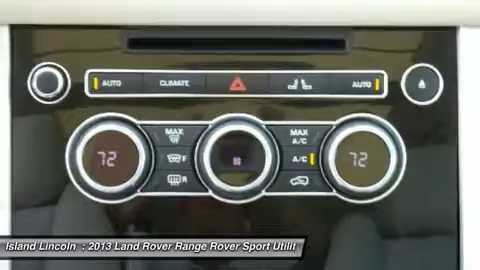 AUTO CLIMATE AUTO
MAX MAX
A/C
72 F A/C 72
R
Island Lincoln : 2013 Land Rover Range Rover Sport Utilit